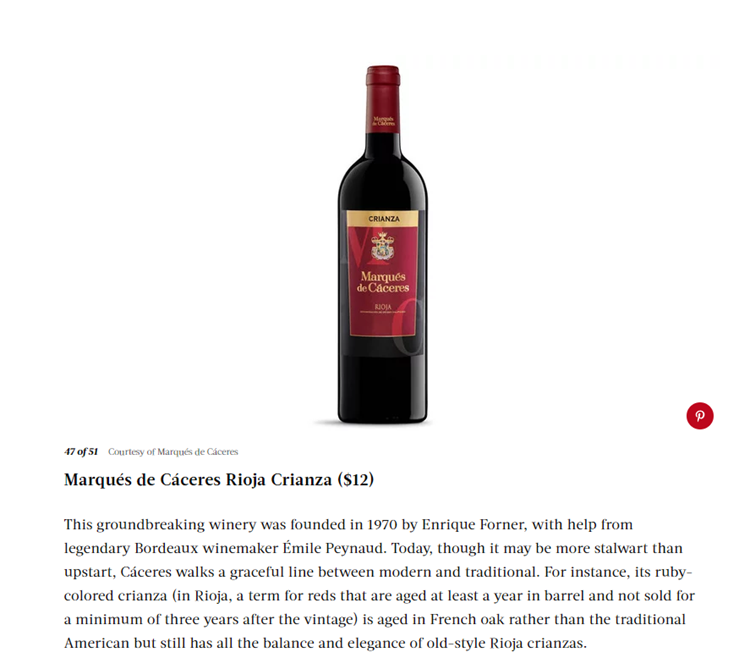 Marqués
de Cáceres
CRIANZA
Marqués
de Cáceres
RIOJA
47 of 51 Courtesy of Marqués de Cáceres
Marqués de Cáceres Rioja Crianza ($12)
This groundbreaking winery was founded in 1970 by Enrique Forner, with help from
legendary Bordeaux winemaker Émile Peynaud. Today, though it may be more stalwart than
upstart, Cáceres walks a graceful line between modern and traditional. For instance, its ruby-
colored crianza (in Rioja, a term for reds that are aged at least a year in barrel and not sold for
a minimum of three years after the vintage) is aged in French oak rather than the traditional
American but still has all the balance and elegance of old-style Rioja crianzas.